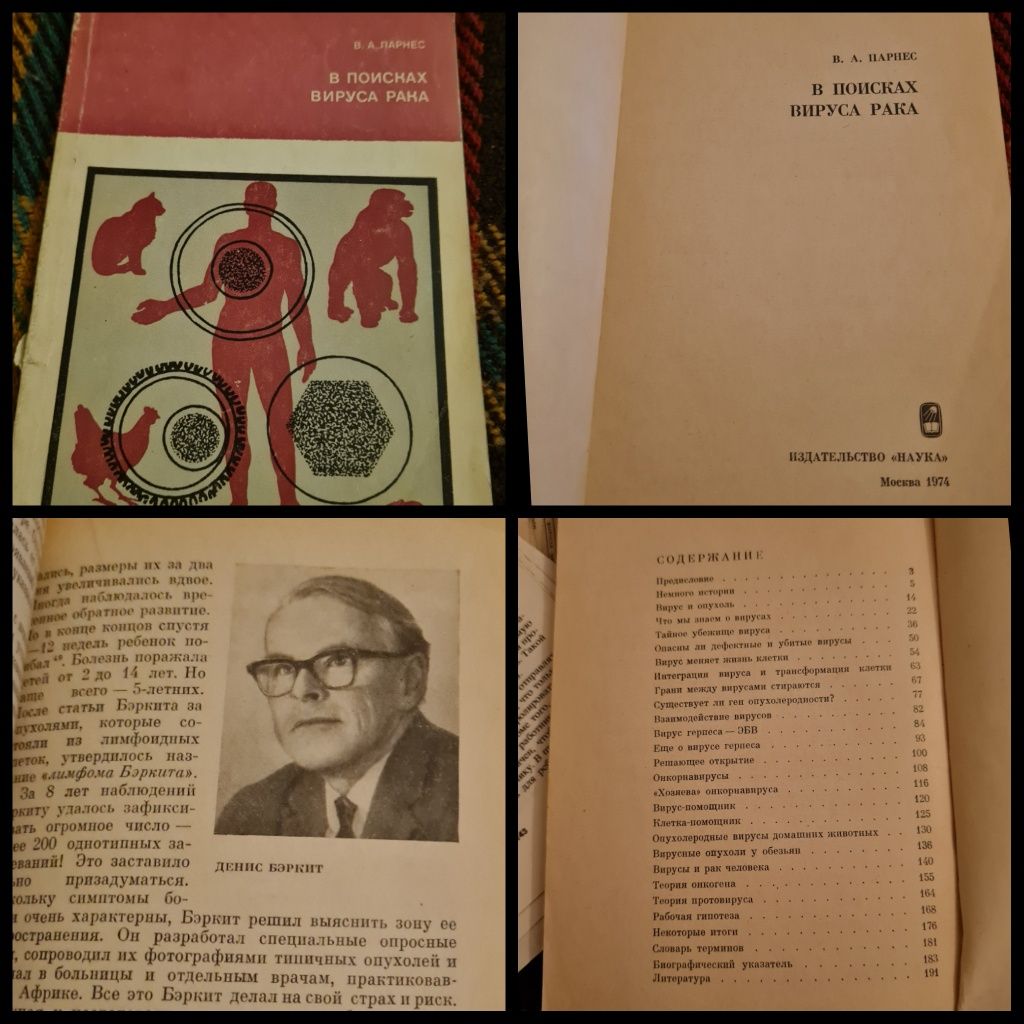 В. А. ПАРНЕС
В ПОИСКАХ
ВИРУСА РАКА
В. А. ПАРНЕС
В ПОИСКАХ
ВИРУСА РАКА
ИЗДАТЕЛЬСТВО «НАУКА»
Москва 1974
размеры их за два
увеличивались вдвое.
наблюдалось вре-
обратное развитие.
в конце концов спустя
—12 недель ребенок по-
Болезнь поражала
от 2 до 14 лет. Но
всего — 5-летних.
После статьи Бэркита за
которые со-
из лимфоидных
утвердилось наз-
«лимфома Бэркита».
За 8 лет наблюдений
удалось зафикси-
огромное число —
200 однотипных за-
Это заставило
призадуматься.
симптомы бо-
очень характерны, Бэркит решил выяснить зону ее
Он разработал специальные опросные
сопроводил их фотографиями типичных опухолей и
в больницы и отдельным врачам, практиковав-
Африке. Все это Бэркит делал на свой страх и риск.
ДЕНИС БЭРКИТ
СОДЕРЖАНИЕ
Предисловие 3
Немного истории 5
Вирус и опухоль 14
Что мы знаем о вирусах 22
Тайное убежище вируса 36
Опасны ли дефектные и убитые вирусы 50
Вирус меняет жизнь клетки 54
Интеграция вируса и трансформация клетки 63
Грани между вирусами стираются 67
Существует ли ген опухолеродности? 77
Взаимодействие вирусов 82
Вирус герпеса — ЭБВ 84
Еще о вирусе герпеса 93
Решающее открытие 100
Онкорнавирусы 108
«Хозяева» онкорнавируса 116
Вирус-помощник 120
Клетка-помощник 125
Опухолеродные вирусы домашних животных 130
Вирусные опухоли у обезьян 136
Вирусы и рак человека 140
Теория онкогена 155
Теория протовируса 164
Рабочая гипотеза 168
Некоторые итоги 176
Словарь терминов 181
Биографический указатель 183
Литература 191